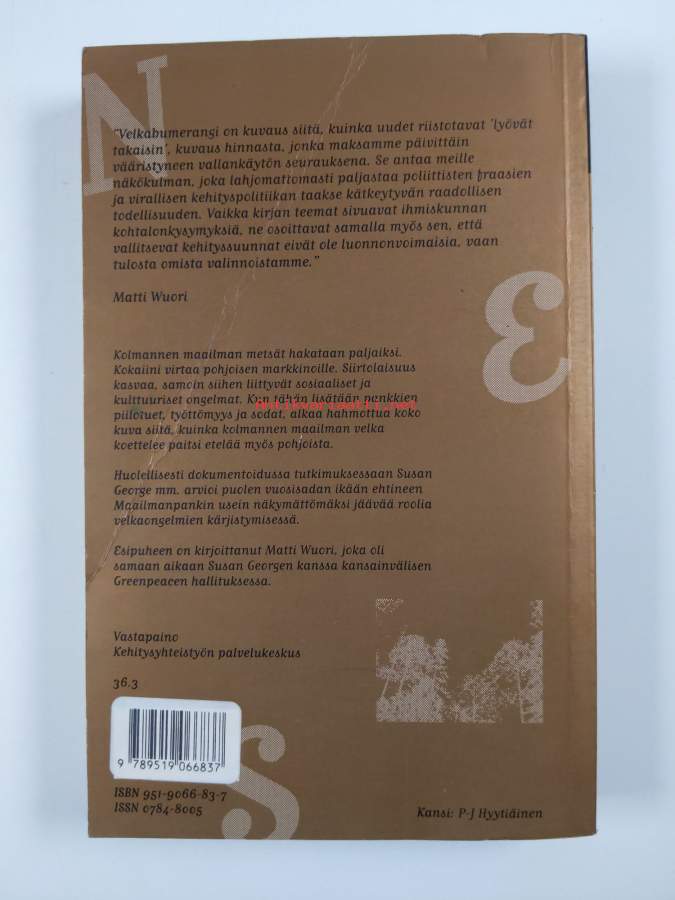 N
"Velkabumerangi on kuvaus siitä, kuinka uudet riistotavat 'lyövät
takaisin', kuvaus hinnasta, jonka maksamme päivittäin
vääristyneen vallankäytön seurauksena. Se antaa meille
näkökulman, joka lahjomattomasti paljastaa poliittisten fraasien
ja virallisen kehityspolitiikan taakse kätkeytyvän raadollisen
todellisuuden. Vaikka kirjan teemat sivuavat ihmiskunnan
kohtalonkysymyksiä, ne osoittavat samalla myös sen, että
vallitsevat kehityssuunnat eivät ole luonnonvoimaisia, vaan
tulosta omista valinnoistamme."
Matti Wuori
Kolmannen maailman metsät hakataan paljaiksi.
Kokaiini virtaa pohjoisen markkinoille. Siirtolaisuus
kasvaa, samoin siihen liittyvät sosiaaliset ja
kulttuuriset ongelmat. Kun tähän lisätään pankkien
Antikvariaatti.net
piilotuet, työttömyys ja sodat, alkaa hahmottua koko
kuva siitä, kuinka kolmannen maailman velka
koettelee paitsi etelää myös pohjoista.
Huolellisesti dokumentoidussa tutkimuksessaan Susan
George mm. arvioi puolen vuosisadan ikään ehtineen
Maailmanpankin usein näkymättömäksi jäävää roolia
velkaongelmien kärjistymisessä.
Esipuheen on kirjoittanut Matti Wuori, joka oli
samaan aikaan Susan Georgen kanssa kansainvälisen
Greenpeacen hallituksessa.
Vastapaino
Kehitysyhteistyön palvelukeskus
36.3
9 789519 066837
ISBN 951-9066-83-7
ISSN 0784-8005
S
Kansi: P-J Hyytiäinen